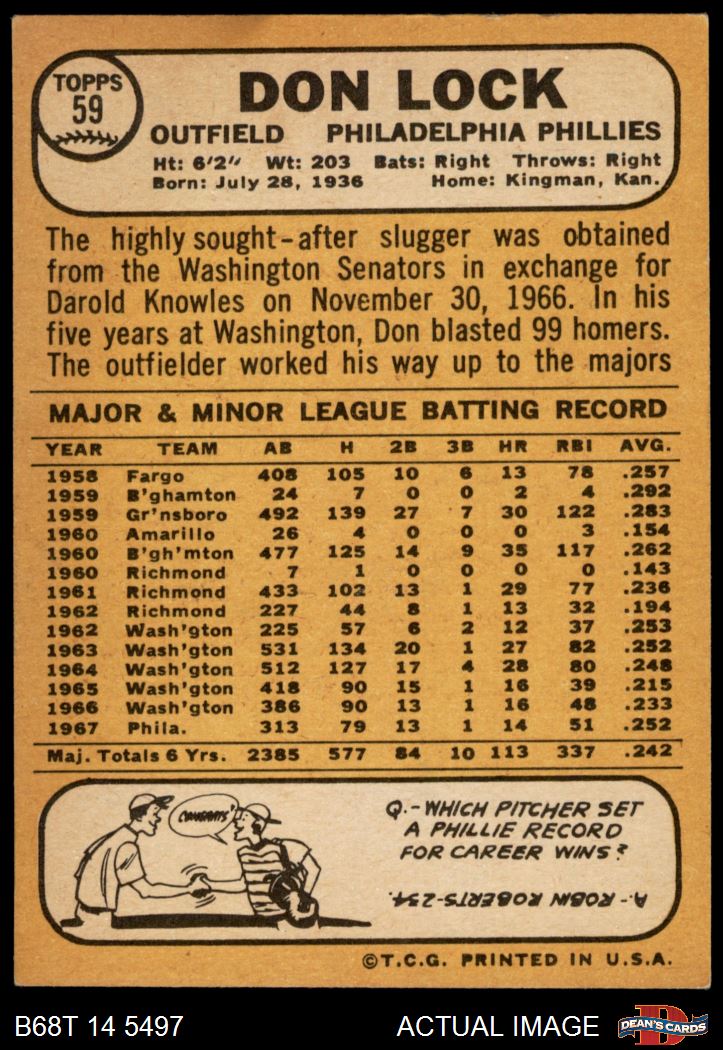 TOPPS
59
DON LOCK
OUTFIELD PHILADELPHIA PHILLIES
Ht: 6'2" Wt: 203 Bats: Right Throws: Right
Born: July 28, 1936 Home: Kingman, Kan.
The highly sought-after slugger was obtained
from the Washington Senators in exchange for
Darold Knowles on November 30, 1966. In his
five years at Washington, Don blasted 99 homers.
The outfielder worked his way up to the majors
MAJOR & MINOR LEAGUE BATTING RECORD
YEAR TEAM AB H 2B 3B HR RBI AVG.
1958 Fargo 408 105 10 6 13 78 .257
1959 B'ghamton 24 7 0 0 2 4 .292
1959 Gr'nsboro 492 139 27 7 30 122 .283
1960 Amarillo 26 4 0 0 0 3 .154
1960 B'gh'mton 477 125 14 9 35 117 .262
1960 Richmond 7 1 0 0 0 0 .143
1961 Richmond 433 102 13 1 29 77 .236
1962 Richmond 227 44 8 1 13 32 .194
1962 Wash'gton 225 57 6 2 12 37 .253
1963 Wash'gton 531 134 20 1 27 82 .252
1964 Wash'gton 512 127 17 4 28 80 .248
1965 Wash'gton 418 90 15 1 16 39 .215
1966 Wash'gton 386 90 13 1 16 48 .233
1967 Phila. 313 79 13 1 14 51 .252
Maj. Totals 6 Yrs. 2385 577 84 10 113 337 .242
CONGRATS!
Q.-WHICH PITCHER SET
A PHILLIE RECORD
FOR CAREER WINS?
A.-ROBIN ROBERTS-234.
©T.C.G. PRINTED IN U.S.A.
B68T 14 5497 ACTUAL IMAGE
D
DEAN'S CARDS